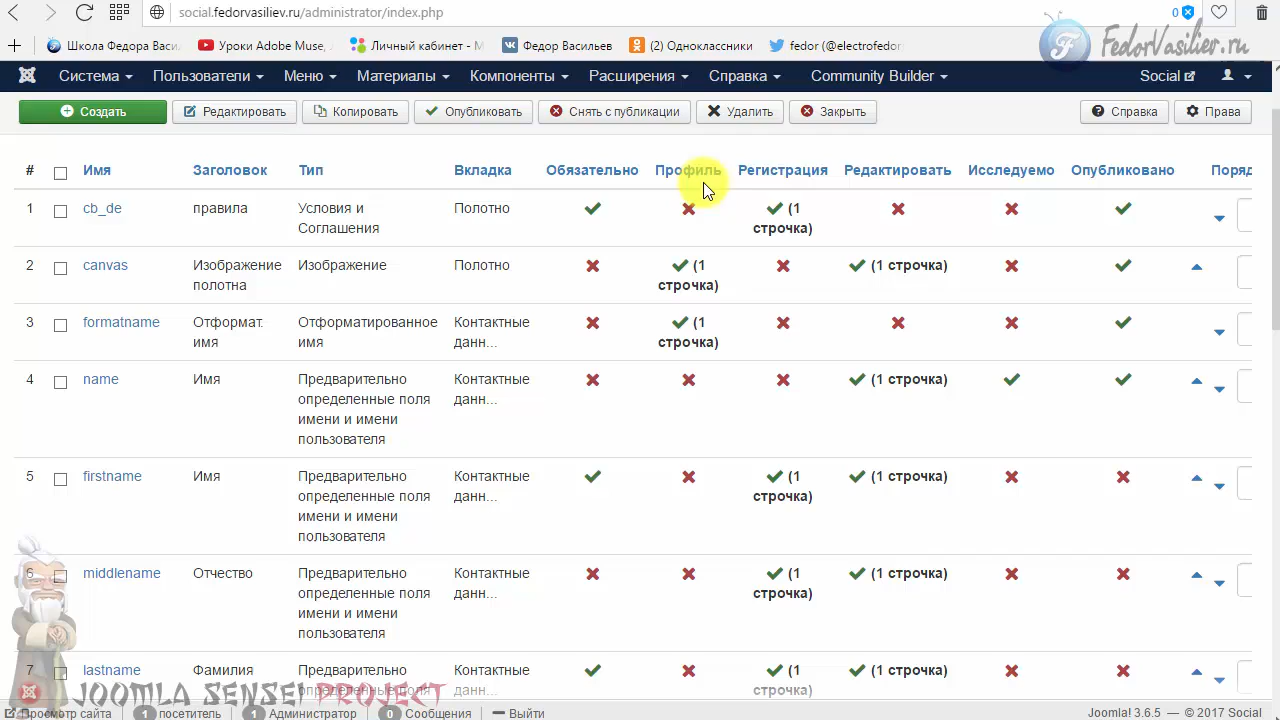 social.fedorvasiliev.ru/administrator/index.php
0
Школа Федора Васи.
Уроки Adobe Muse,
Личный кабинет - М
Федор Васильев
(2) Одноклассники
fedor (@electrofedor
FedorVasiliev.ru
Система
Пользователи
Меню
Материалы
Компоненты
Расширения
Справка
Community Builder
Social
Создать
Редактировать
Копировать
Опубликовать
Снять с публикации
Удалить
Закрыть
Справка
Права
# Имя Заголовок Тип Вкладка Обязательно Профиль Регистрация Редактировать Исследуемо Опубликовано Поряд
1 cb_de правила Условия и Полотно (1
Соглашения строчка)
2 canvas Изображение Изображение Полотно (1 (1 строчка)
полотна строчка)
3 formatname Отформат. Отформатированное Контактные (1
имя имя данн... строчка)
4 name Имя Предварительно Контактные (1 строчка)
определенные поля данн...
имени и имени
пользователя
5 firstname Имя Предварительно Контактные (1 (1 строчка)
определенные поля данн... строчка)
имени и имени
пользователя
6 middlename Отчество Предварительно Контактные (1 (1 строчка)
определенные поля данн... строчка)
имени и имени
пользователя
7 lastname Фамилия Предварительно Контактные (1 (1 строчка)
определенные поля данн... строчка)
JOOMLA SENSEI PROJECT
Просмотр сайта
1 посетитель
1 Администратор
0 Сообщения
Выйти
Joomla! 3.6.5 — © 2017 Social